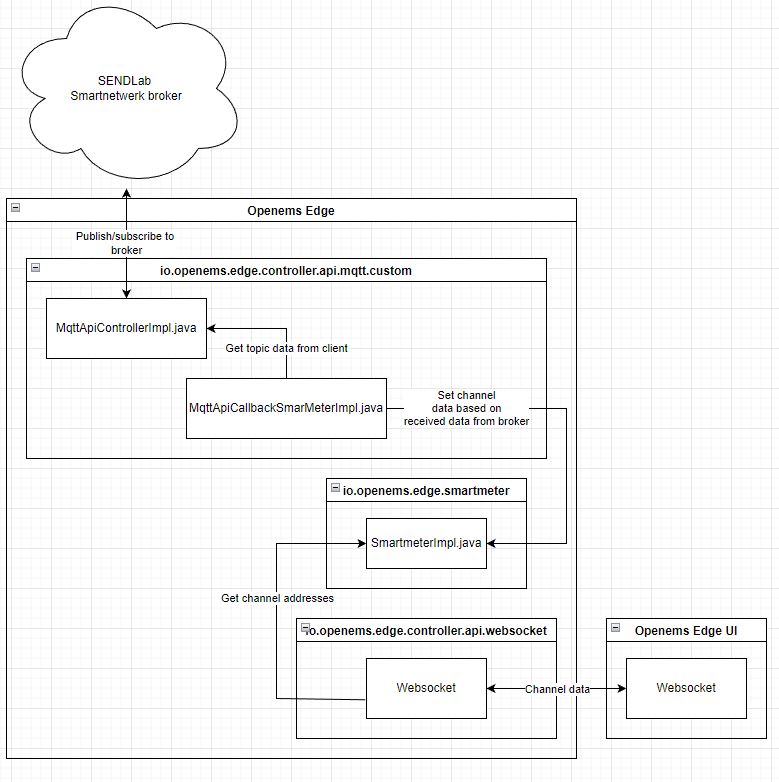 SENDLab
Smartnetwerk broker
Openems Edge
Publish/subscribe to
broker
io.openems.edge.controller.api.mqtt.custom
MqttApiControllerImpl.java
Get topic data from client
MqttApiCallbackSmarMeterImpl.java
Set channel
data based on
received data from broker
io.openems.edge.smartmeter
SmartmeterImpl.java
Get channel addresses
io.openems.edge.controller.api.websocket
Openems Edge UI
Websocket
Channel data
Websocket